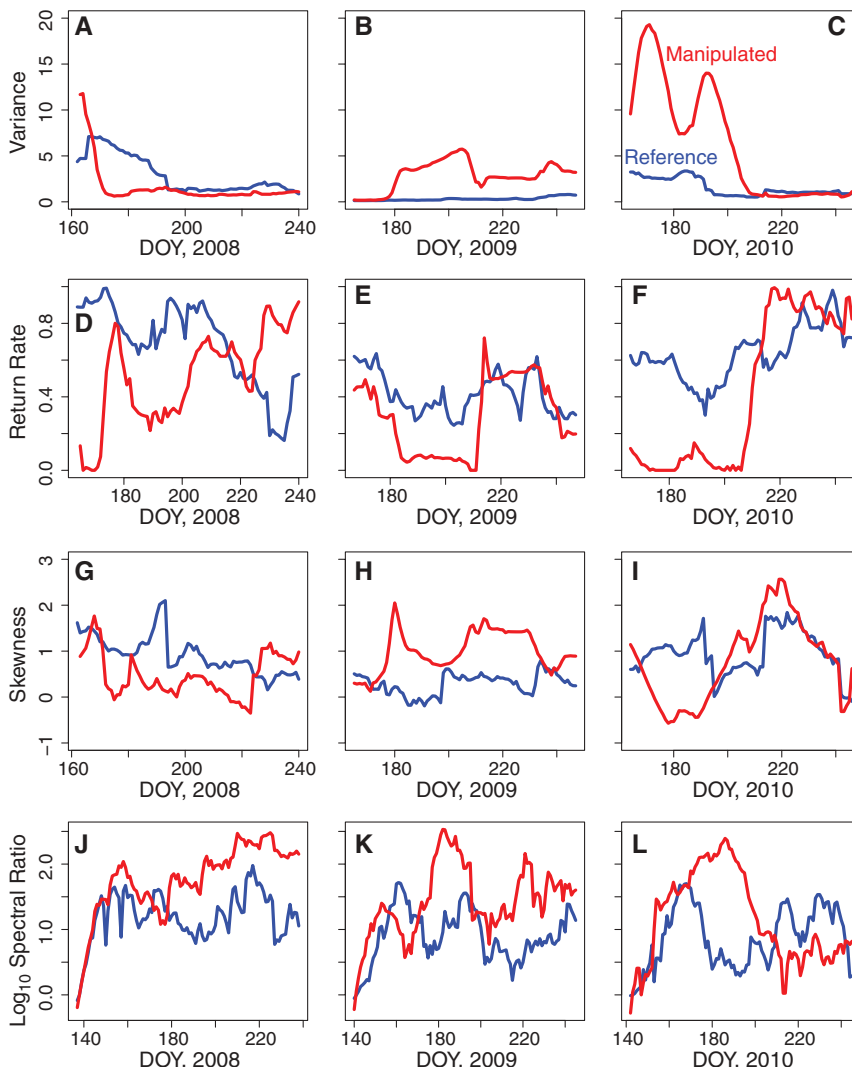 A
B
C
Manipulated
Reference
Variance
20
15
10
5
0
160
200
240
DOY, 2008
180
220
DOY, 2009
180
220
DOY, 2010
D
E
F
Return Rate
0.8
0.4
0.0
180
200
220
240
DOY, 2008
180
220
DOY, 2009
180
220
DOY, 2010
G
H
I
Skewness
3
2
1
0
−1
160
200
240
DOY, 2008
180
220
DOY, 2009
180
220
DOY, 2010
J
K
L
Log10 Spectral Ratio
2.0
1.0
0.0
140
180
220
DOY, 2008
140
180
220
DOY, 2009
140
180
220
DOY, 2010